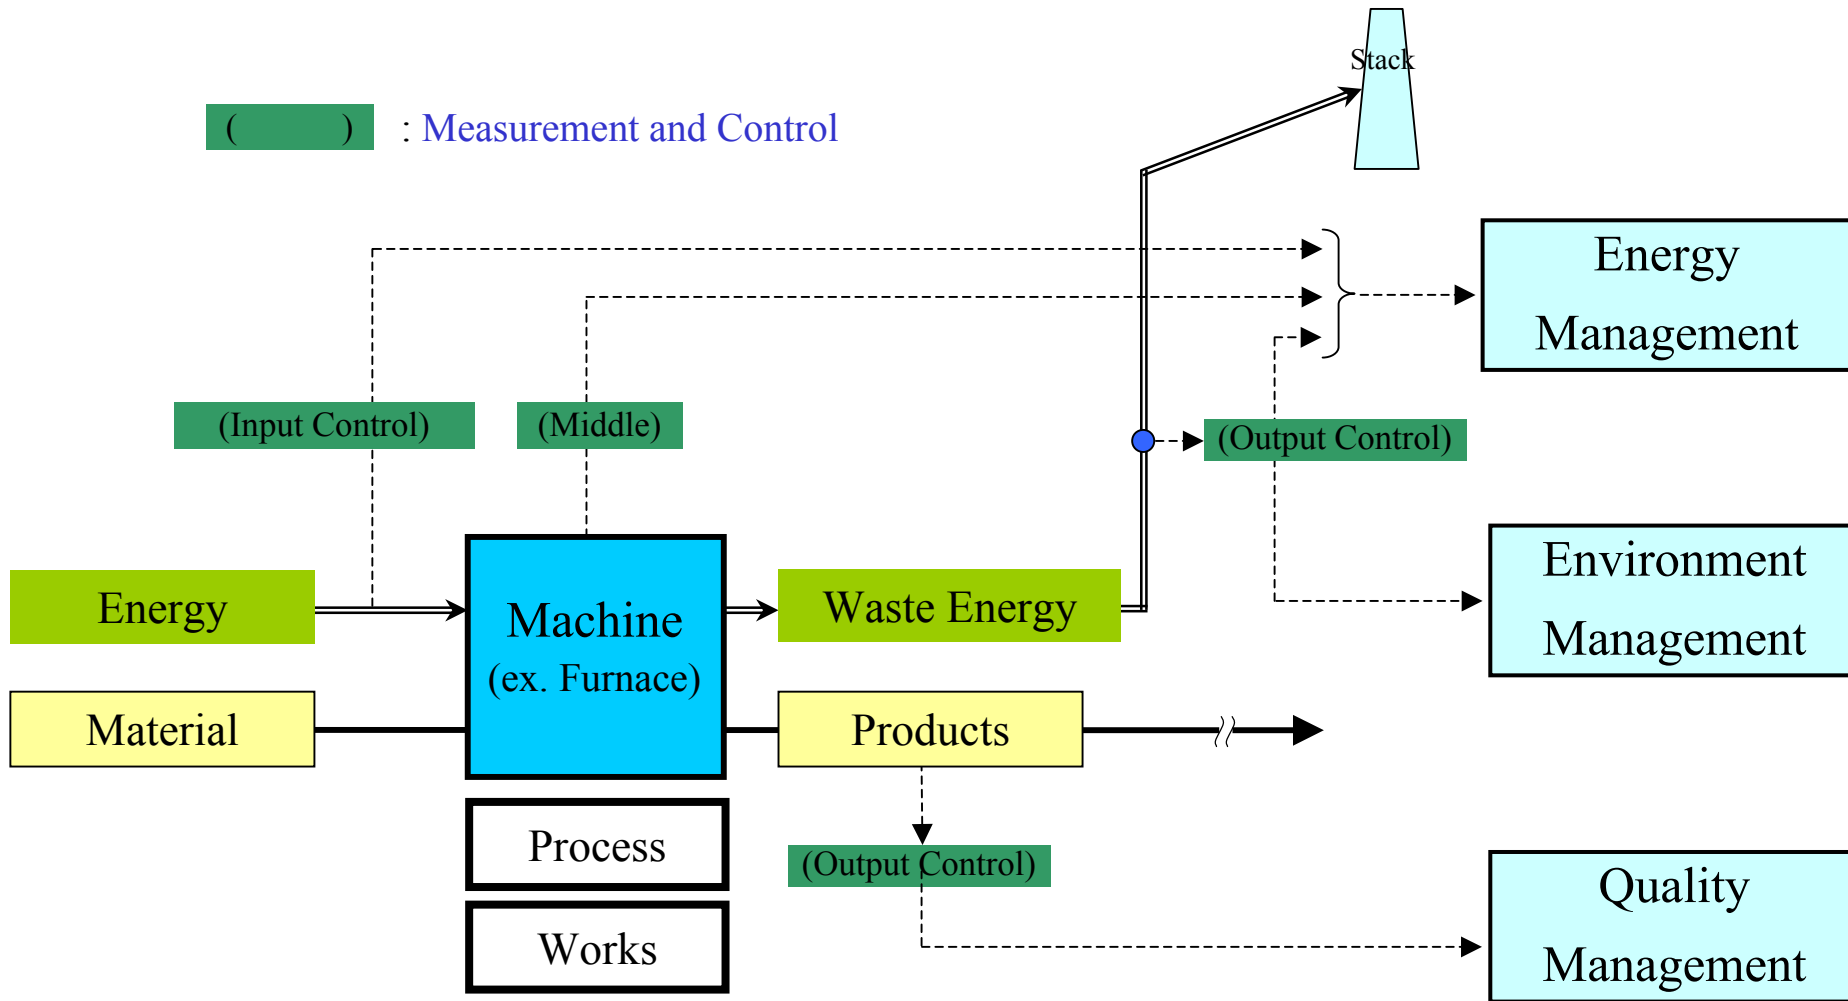 Stack
( ) : Measurement and Control
Energy
Management
(Input Control)
(Middle)
(Output Control)
Environment
Management
Energy
Machine
(ex. Furnace)
Waste Energy
Material
Products
Process
(Output Control)
Works
Quality
Management